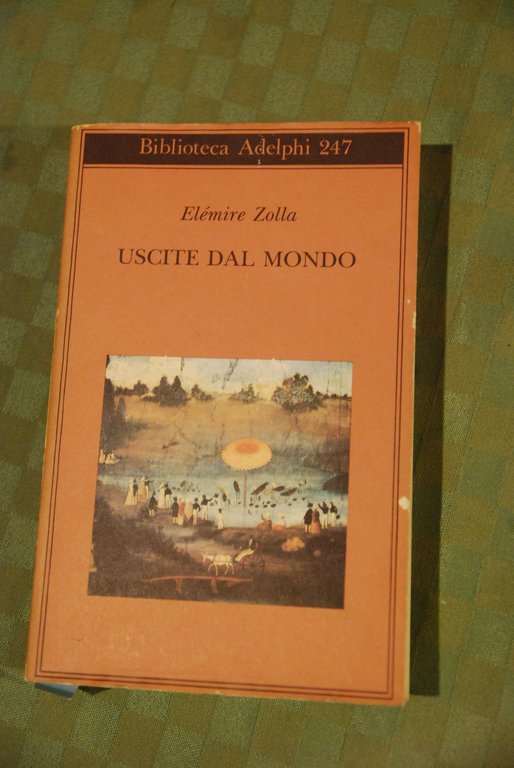 Biblioteca Adelphi 247
Elémire Zolla
USCITE DAL MONDO